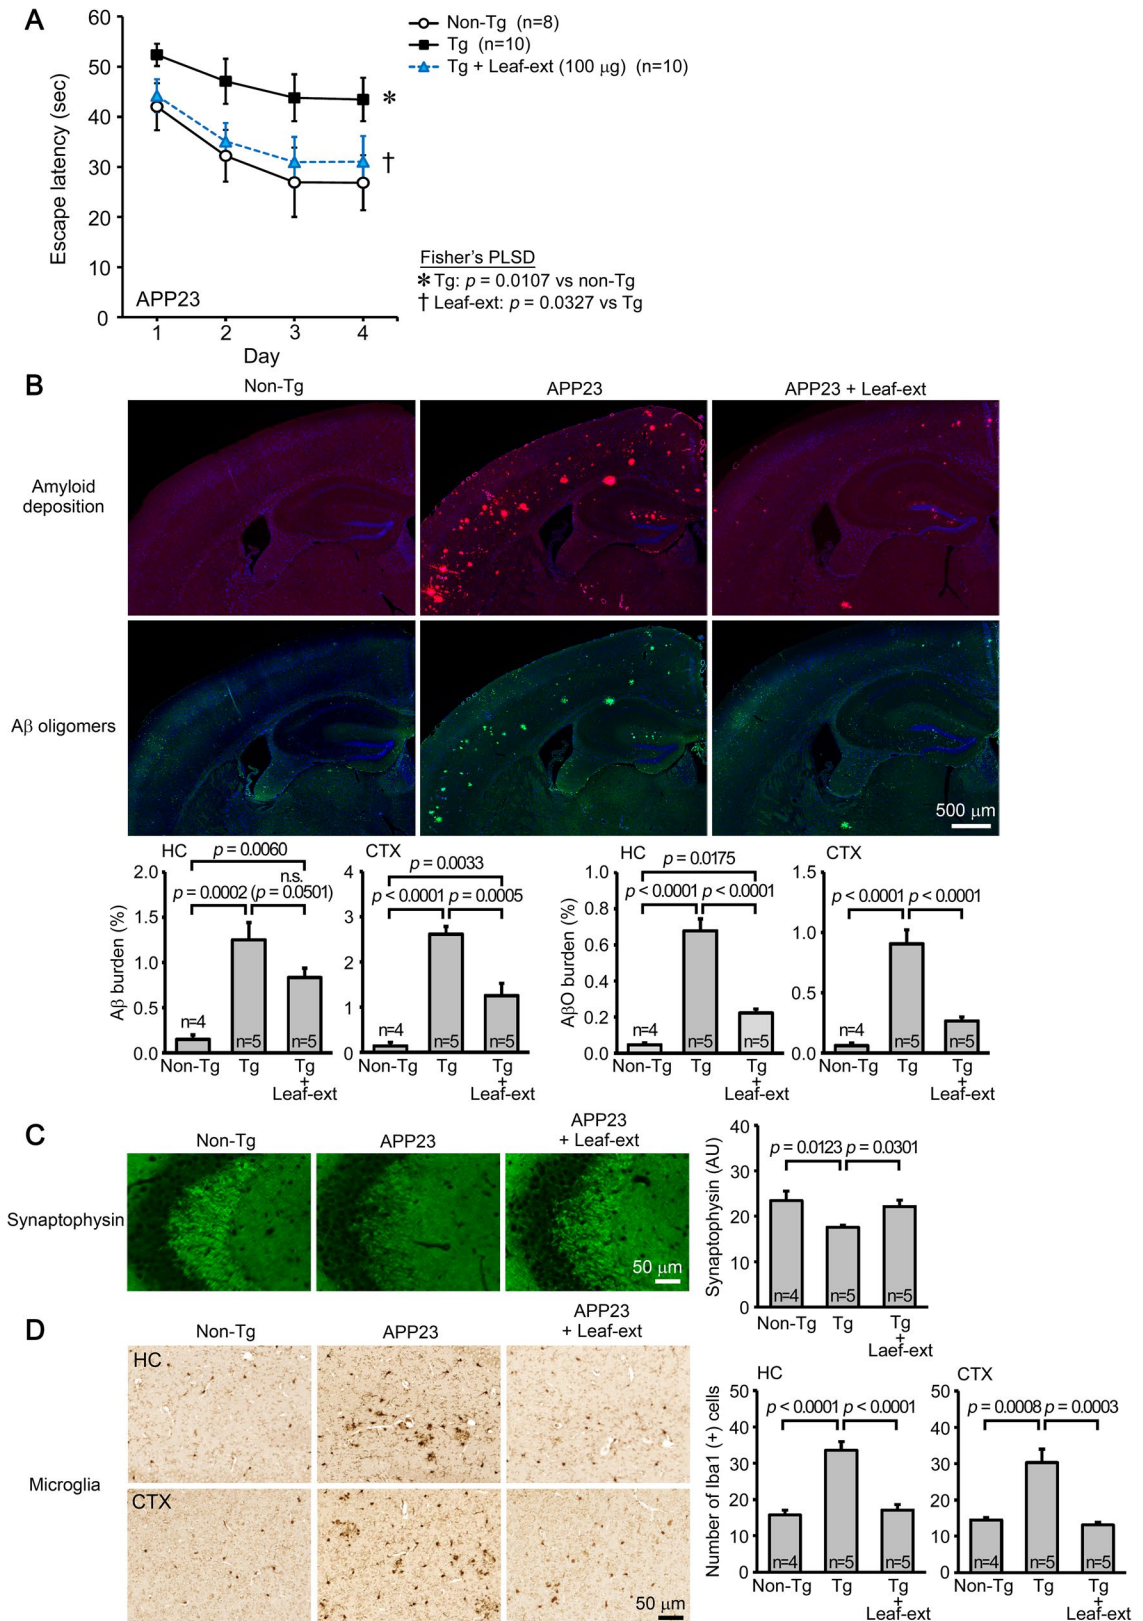 A
60
50
40
30
20
10
0
Escape latency (sec)
Non-Tg (n=8)
Tg (n=10)
Tg + Leaf-ext (100 μg) (n=10)
*
†
Fisher's PLSD
* Tg: p = 0.0107 vs non-Tg
† Leaf-ext: p = 0.0327 vs Tg
APP23
1 2 3 4
Day
B
Non-Tg APP23 APP23 + Leaf-ext
Amyloid
deposition
Aβ oligomers
500 μm
HC
p = 0.0060
n.s.
p = 0.0002 (p = 0.0501)
2.0
1.5
1.0
0.5
0.0
Aβ burden (%)
n=4 n=5 n=5
Non-Tg Tg Tg
+
Leaf-ext
CTX
p = 0.0033
p < 0.0001 p = 0.0005
4
3
2
1
0
n=4 n=5 n=5
Non-Tg Tg Tg
+
Leaf-ext
HC
p = 0.0175
p < 0.0001 p < 0.0001
1.0
0.8
0.6
0.4
0.2
0.0
AβO burden (%)
n=4 n=5 n=5
Non-Tg Tg Tg
+
Leaf-ext
CTX
p < 0.0001 p < 0.0001
1.5
1.0
0.5
0.0
n=4 n=5 n=5
Non-Tg Tg Tg
+
Leaf-ext
C
Non-Tg APP23 APP23
+ Leaf-ext
Synaptophysin
50 μm
40
30
20
10
0
Synaptophysin (AU)
p = 0.0123 p = 0.0301
n=4 n=5 n=5
Non-Tg Tg Tg
+
Laef-ext
D
Non-Tg APP23 APP23
+ Leaf-ext
HC
Microglia
CTX
50 μm
HC
50
40
30
20
10
0
Number of Iba1 (+) cells
p < 0.0001 p < 0.0001
n=4 n=5 n=5
Non-Tg Tg Tg
+
Leaf-ext
CTX
50
40
30
20
10
0
p = 0.0008 p = 0.0003
n=4 n=5 n=5
Non-Tg Tg Tg
+
Leaf-ext